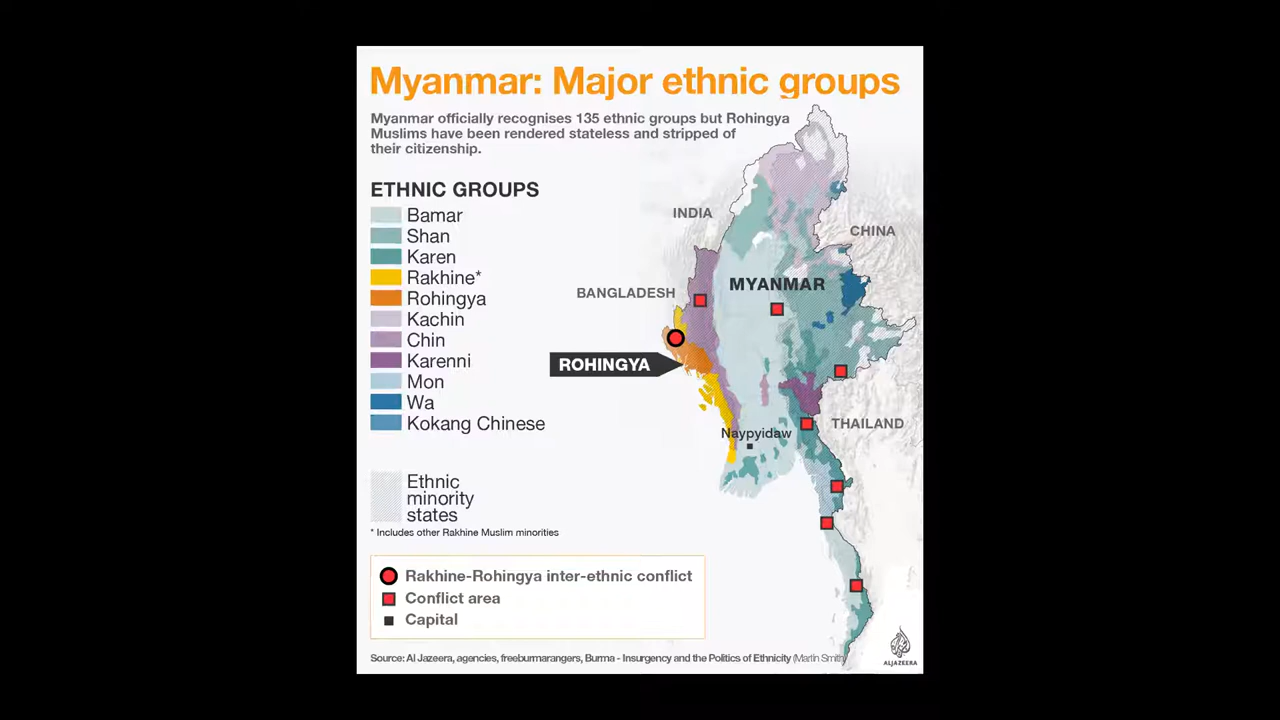 Myanmar: Major ethnic groups
Myanmar officially recognises 135 ethnic groups but Rohingya
Muslims have been rendered stateless and stripped of
their citizenship.
ETHNIC GROUPS
Bamar
Shan
Karen
Rakhine*
Rohingya
Kachin
Chin
Karenni
Mon
Wa
Kokang Chinese
Ethnic
minority
states
* Includes other Rakhine Muslim minorities
INDIA
CHINA
BANGLADESH
MYANMAR
ROHINGYA
THAILAND
Naypyidaw
Rakhine-Rohingya inter-ethnic conflict
Conflict area
Capital
Source: Al Jazeera, agencies, freeburmarangers, Burma - Insurgency and the Politics of Ethnicity (Martin Smith)
ALJAZEERA